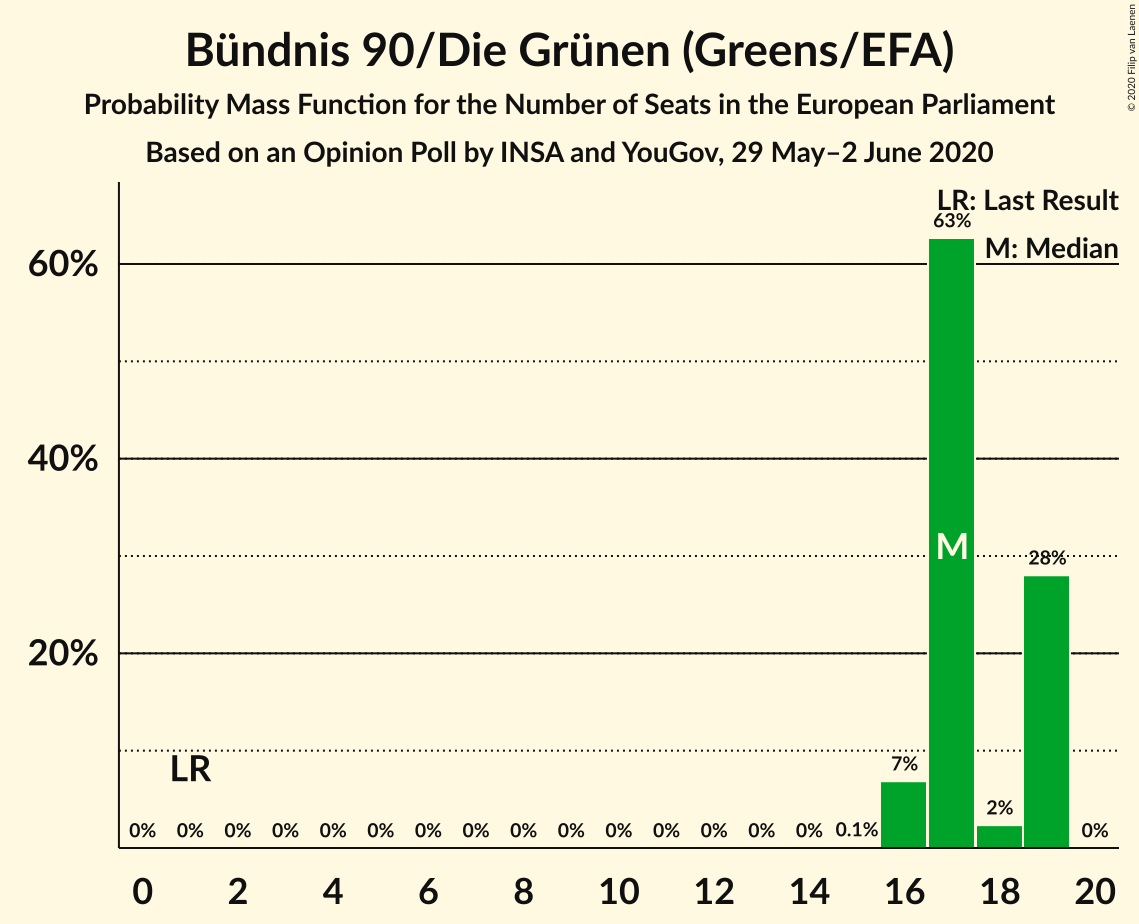 Bündnis 90/Die Grünen (Greens/EFA)
Probability Mass Function for the Number of Seats in the European Parliament
Based on an Opinion Poll by INSA and YouGov, 29 May–2 June 2020
© 2020 Filip van Laenen
LR: Last Result
M: Median
63%
60%
40%
M
28%
20%
LR
7%
2%
0% 0% 0% 0% 0% 0% 0% 0% 0% 0% 0% 0% 0% 0% 0% 0.1% 0%
0 2 4 6 8 10 12 14 16 18 20